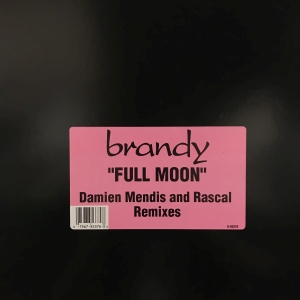 brandy
"FULL MOON"
Damien Mendis and Rascal
Remixes